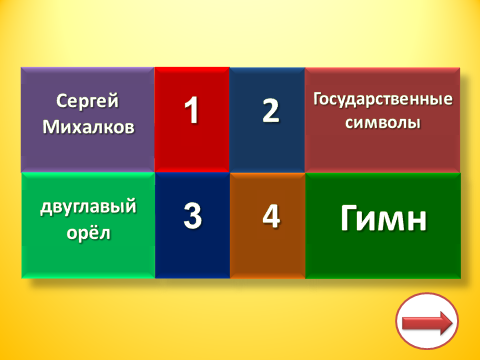 Сергей
Михалков
1
2
Государственные
символы
двуглавый
орёл
3
4
Гимн